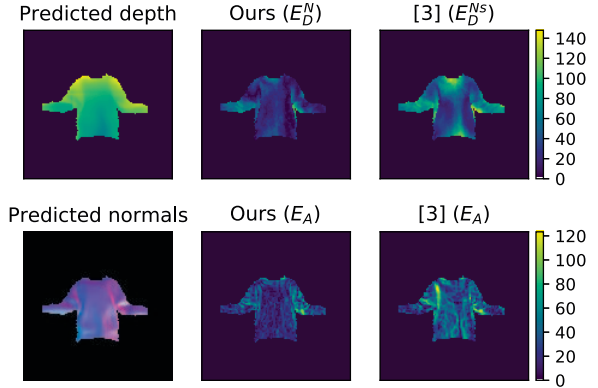 Predicted depth
Ours (E_D^N)
[3] (E_D^{Ns})
140
120
100
80
60
40
20
0
Predicted normals
Ours (E_A)
[3] (E_A)
120
100
80
60
40
20
0